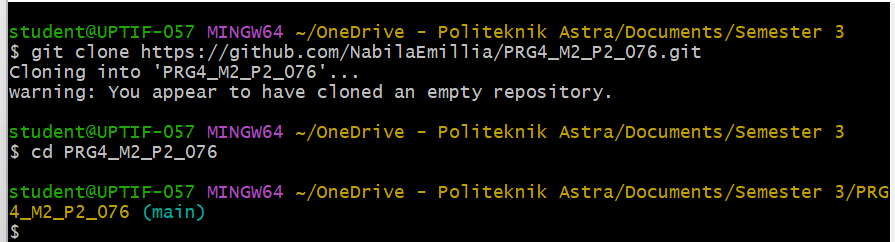 student@UPTIF-057 MINGW64 ~/OneDrive - Politeknik Astra/Documents/Semester 3
$ git clone https://github.com/NabilaEmillia/PRG4_M2_P2_076.git
Cloning into 'PRG4_M2_P2_076'...
warning: You appear to have cloned an empty repository.
student@UPTIF-057 MINGW64 ~/OneDrive - Politeknik Astra/Documents/Semester 3
$ cd PRG4_M2_P2_076
student@UPTIF-057 MINGW64 ~/OneDrive - Politeknik Astra/Documents/Semester 3/PRG
4_M2_P2_076 (main)
$